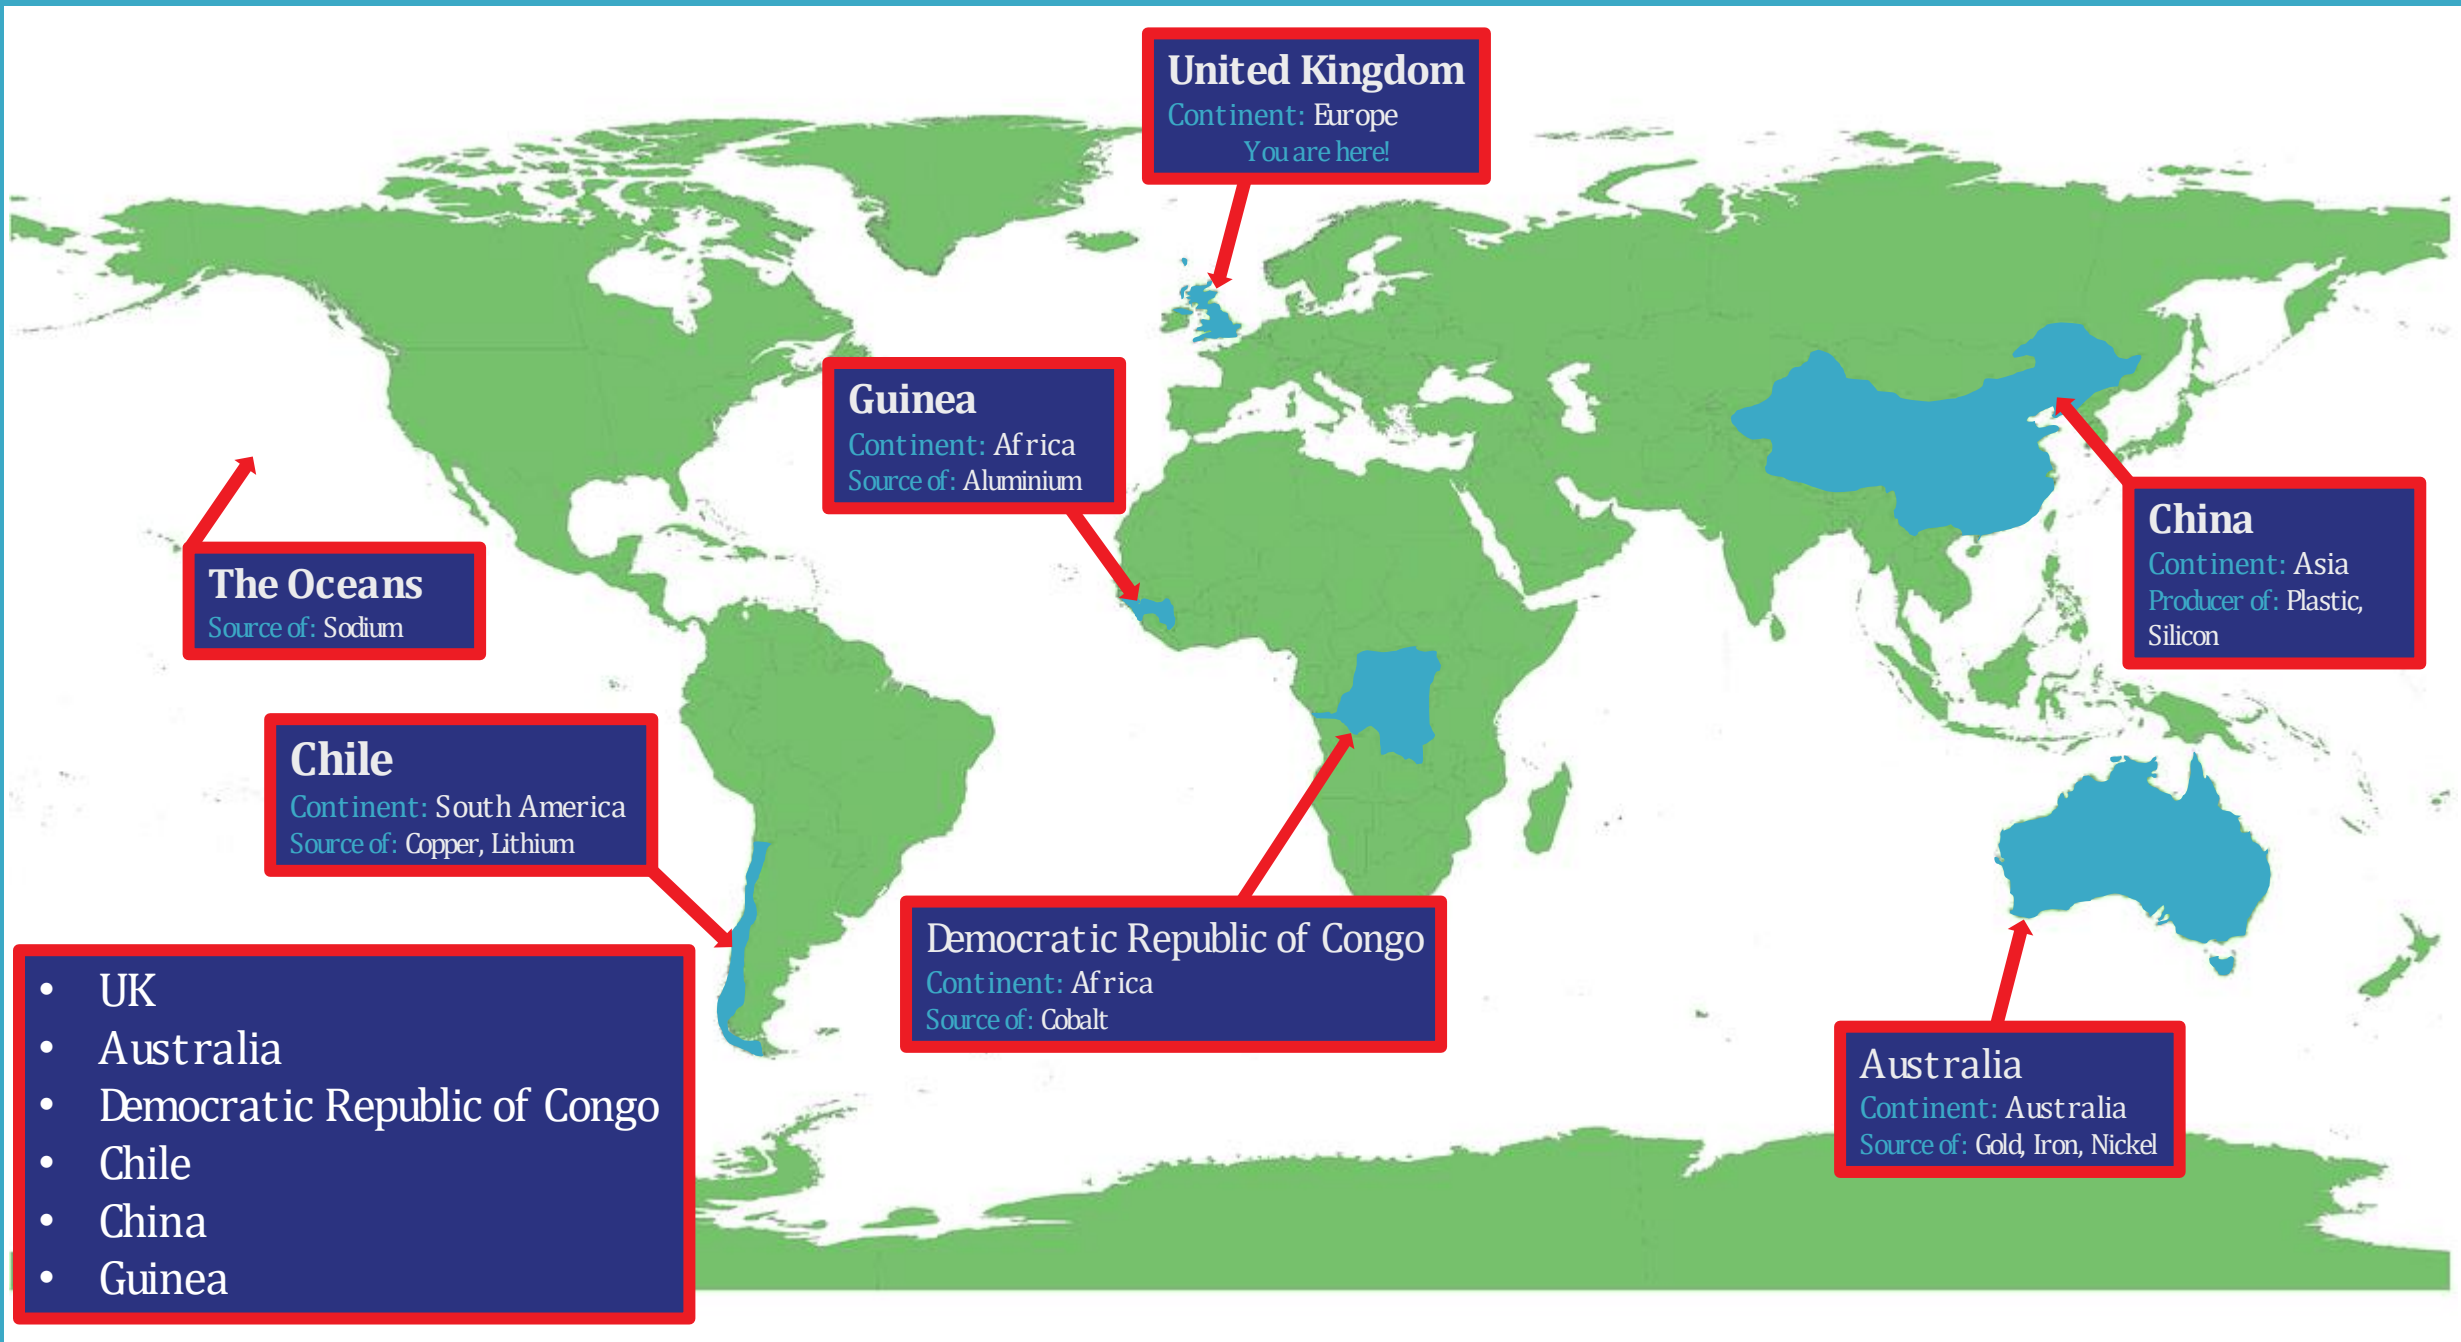 United Kingdom
Continent: Europe
You are here!
Guinea
Continent: Africa
Source of: Aluminium
China
Continent: Asia
Producer of: Plastic,
Silicon
The Oceans
Source of: Sodium
Chile
Continent: South America
Source of: Copper, Lithium
Democratic Republic of Congo
Continent: Africa
Source of: Cobalt
Australia
Continent: Australia
Source of: Gold, Iron, Nickel
• UK
• Australia
• Democratic Republic of Congo
• Chile
• China
• Guinea